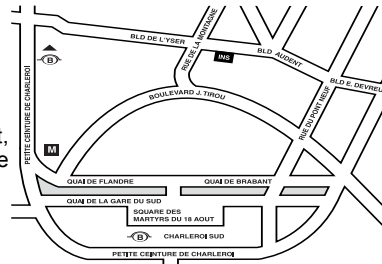 BLD DE L'YSER
RUE DE LA MONTAGNE
INS
BLD AUDENT
BLD E. DEVREU
B
PETITE CEINTURE DE CHARLEROI
BOULEVARD J. TIROU
RUE DU PONT NEUF
t,
e
M
QUAI DE FLANDRE
QUAI DE BRABANT
QUAI DE LA GARE DU SUD
SQUARE DES
MARTYRS DU 18 AOUT
B
CHARLEROI SUD
PETITE CEINTURE DE CHARLEROI